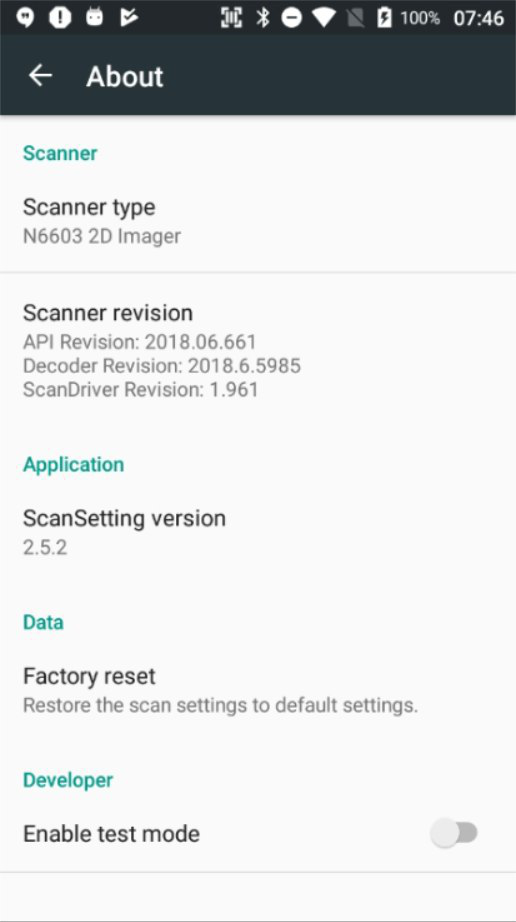 100% 07:46
About
Scanner
Scanner type
N6603 2D Imager
Scanner revision
API Revision: 2018.06.661
Decoder Revision: 2018.6.5985
ScanDriver Revision: 1.961
Application
ScanSetting version
2.5.2
Data
Factory reset
Restore the scan settings to default settings.
Developer
Enable test mode